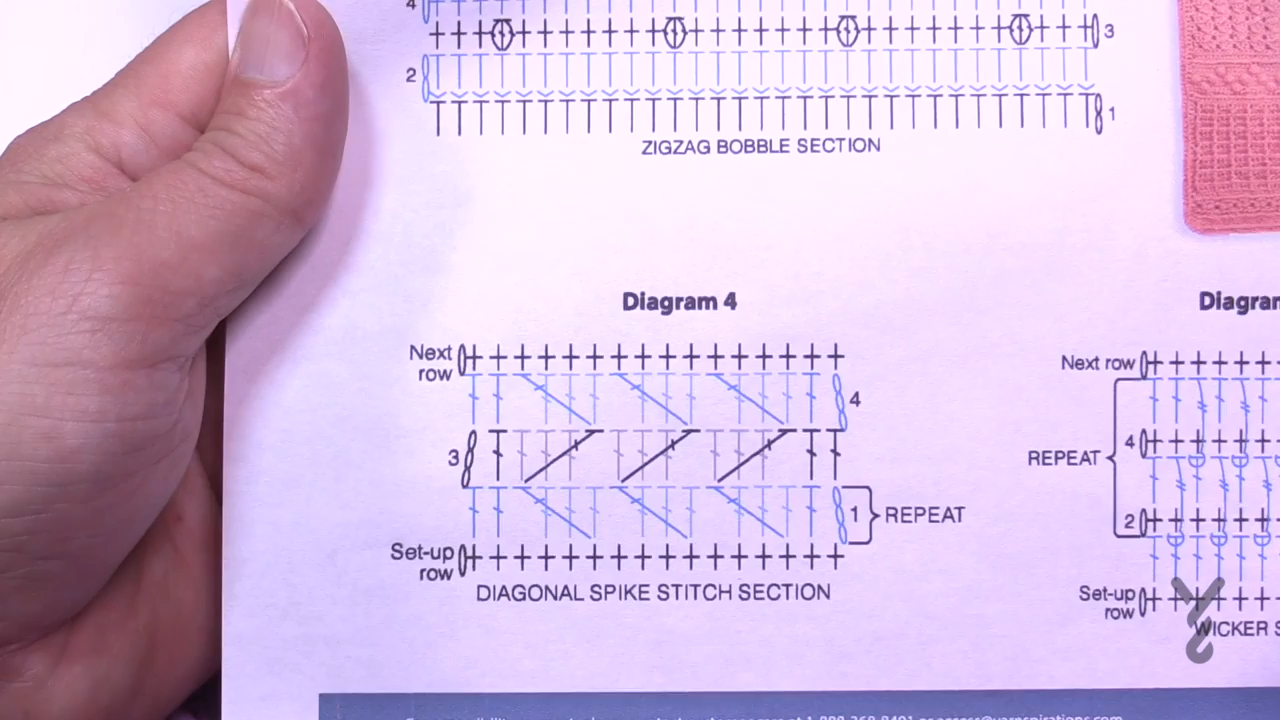 4
3
2
1
ZIGZAG BOBBLE SECTION
Diagram 4
Next
row
4
3
1
REPEAT
Set-up
row
DIAGONAL SPIKE STITCH SECTION
Next row
4
REPEAT
2
Set-up
row
WICKER